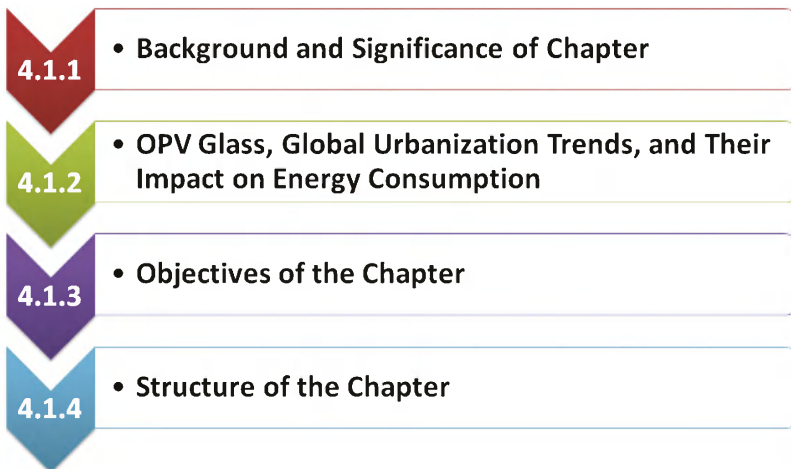 4.1.1
• Background and Significance of Chapter
4.1.2
• OPV Glass, Global Urbanization Trends, and Their
Impact on Energy Consumption
4.1.3
• Objectives of the Chapter
4.1.4
• Structure of the Chapter